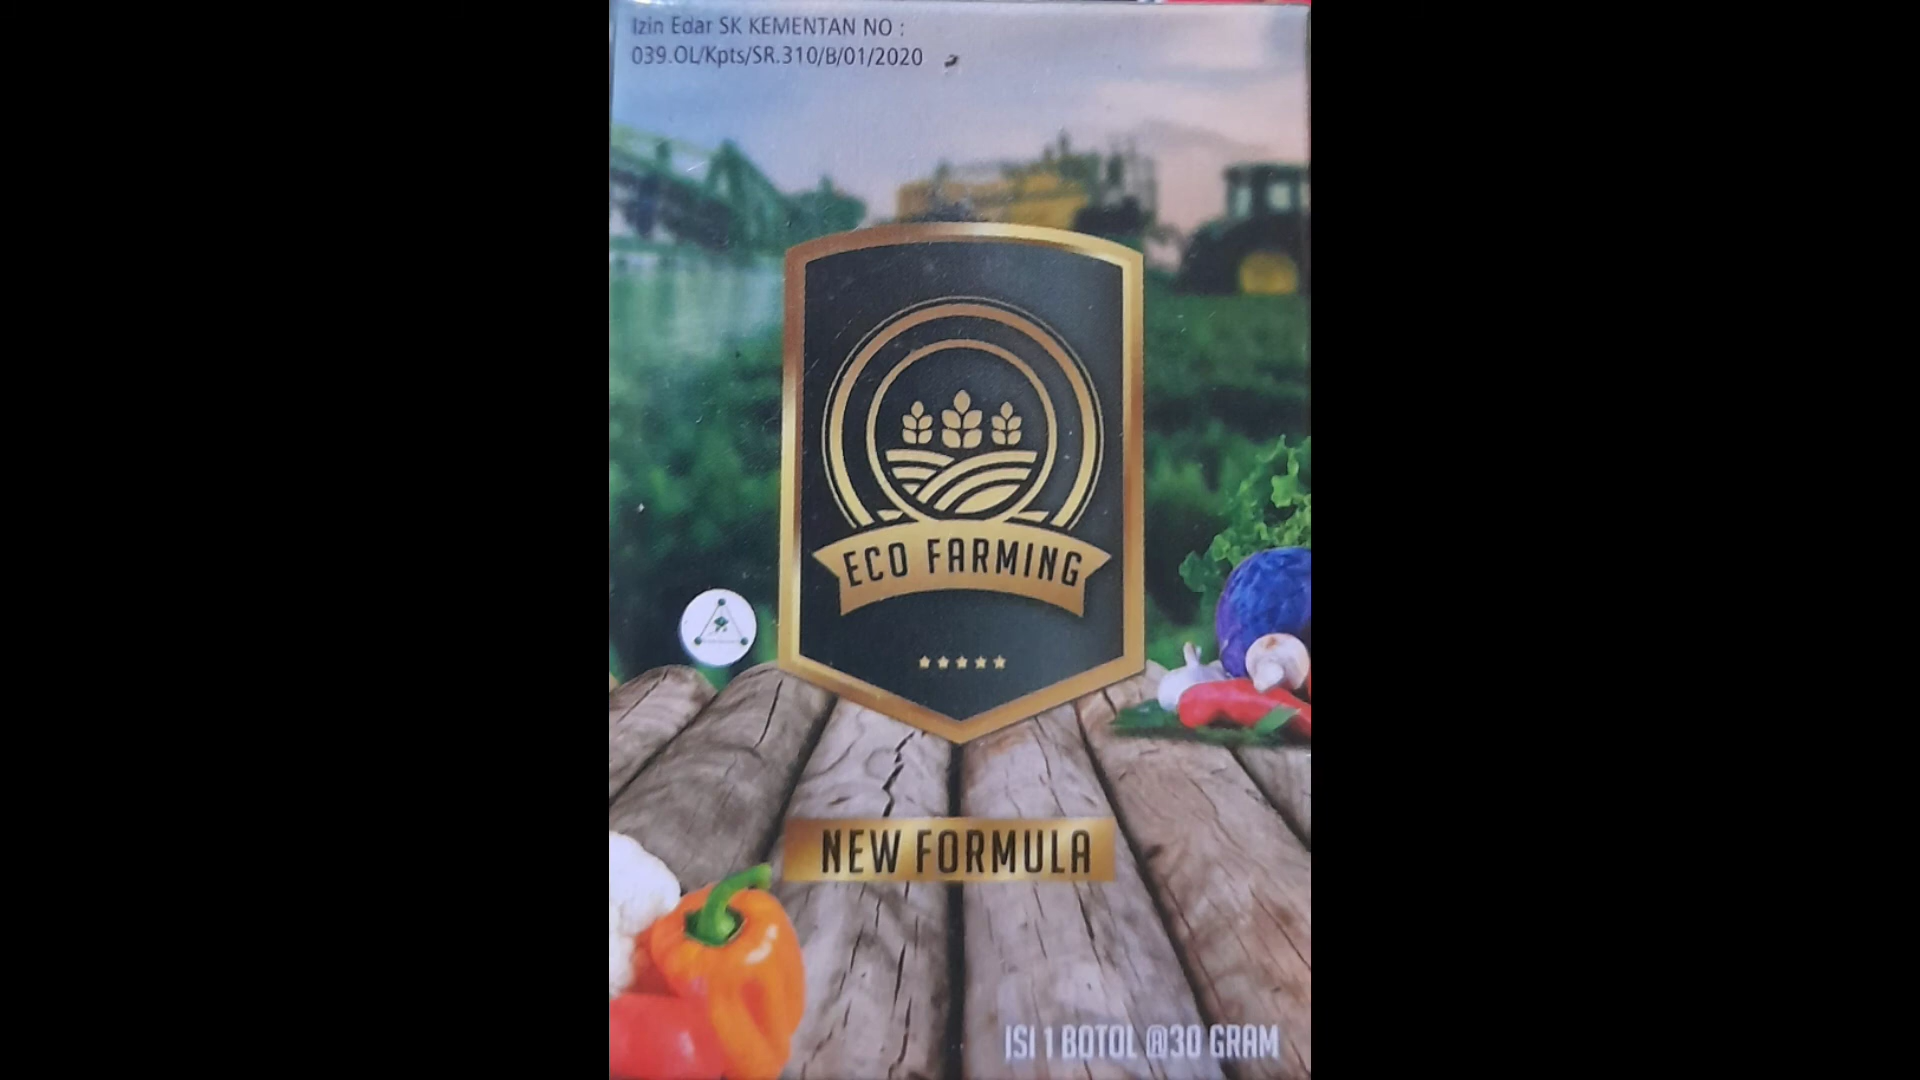 Izin Edar SK KEMENTAN NO :
039.OL/Kpts/SR.310/B/01/2020
ECO FARMING
NEW FORMULA
ISI 1 BOTOL @30 GRAM